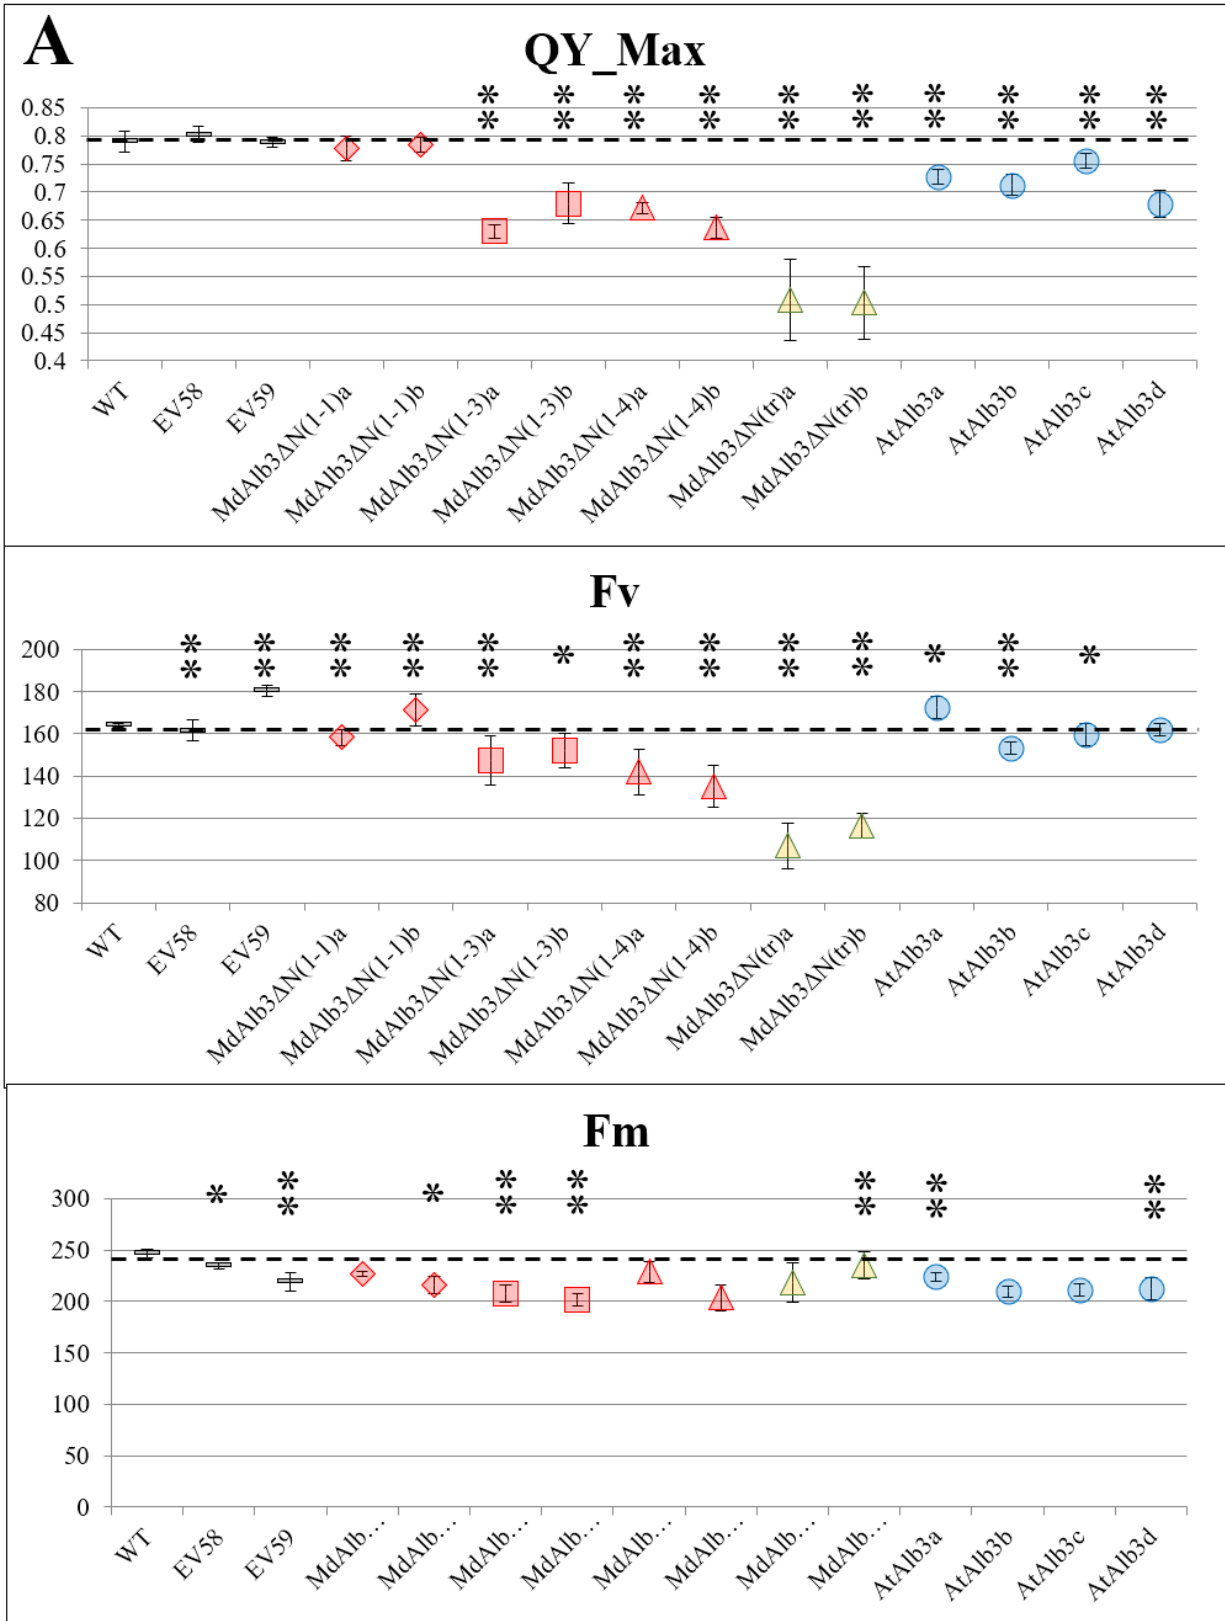 A
QY_Max
* * * * * * * * * *
* * * * * * * * * *
0.85
0.8
0.75
0.7
0.65
0.6
0.55
0.5
0.45
0.4
WT
EV58
EV59
MdAlb3ΔN(1-1)a
MdAlb3ΔN(1-1)b
MdAlb3ΔN(1-3)a
MdAlb3ΔN(1-3)b
MdAlb3ΔN(1-4)a
MdAlb3ΔN(1-4)b
MdAlb3ΔN(tr)a
MdAlb3ΔN(tr)b
AtAlb3a
AtAlb3b
AtAlb3c
AtAlb3d
Fv
* * * * * * * * * * * * *
* * * * * * * * * *
200
180
160
140
120
100
80
WT
EV58
EV59
MdAlb3ΔN(1-1)a
MdAlb3ΔN(1-1)b
MdAlb3ΔN(1-3)a
MdAlb3ΔN(1-3)b
MdAlb3ΔN(1-4)a
MdAlb3ΔN(1-4)b
MdAlb3ΔN(tr)a
MdAlb3ΔN(tr)b
AtAlb3a
AtAlb3b
AtAlb3c
AtAlb3d
Fm
* * * * * * * *
* * * * * *
300
250
200
150
100
50
0
WT
EV58
EV59
MdAlb…
MdAlb…
MdAlb…
MdAlb…
MdAlb…
MdAlb…
MdAlb…
MdAlb…
AtAlb3a
AtAlb3b
AtAlb3c
AtAlb3d